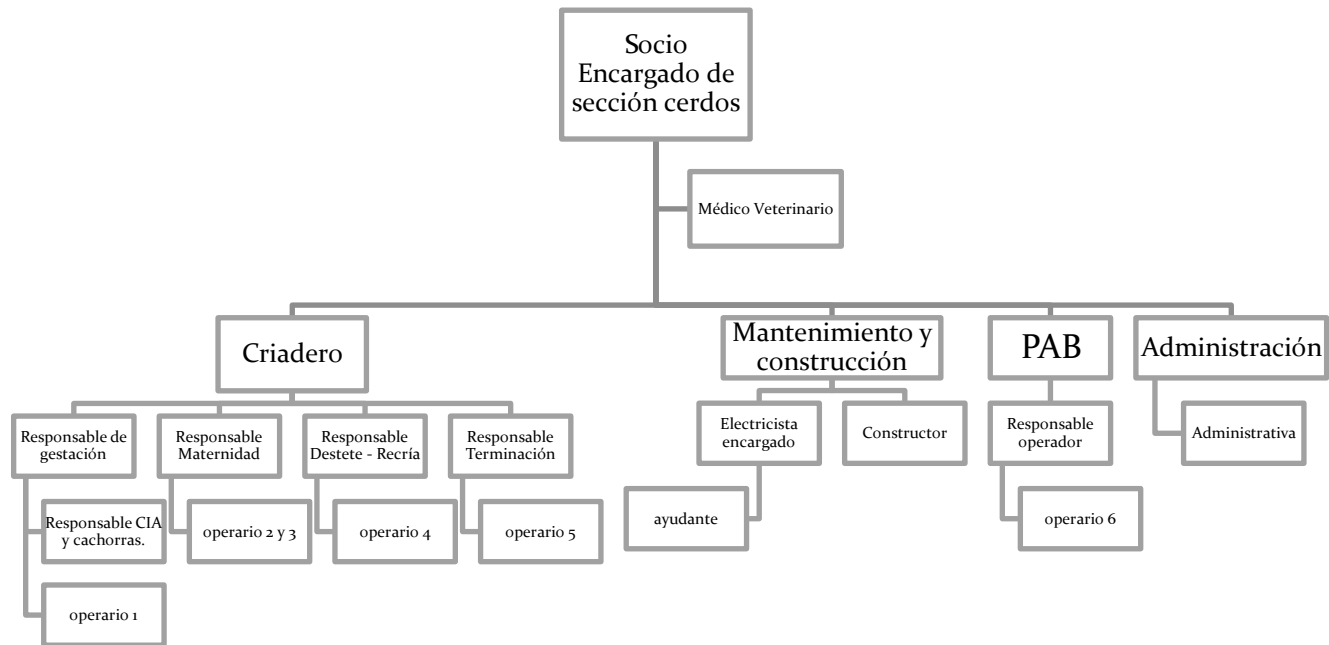 Socio
Encargado de
sección cerdos
Médico Veterinario
Criadero
Mantenimiento y
construcción
PAB
Administración
Responsable de
gestación
Responsable
Maternidad
Responsable
Destete - Recría
Responsable
Terminación
Electricista
encargado
Constructor
Responsable
operador
Administrativa
Responsable CIA
y cachorras.
operario 2 y 3
operario 4
operario 5
ayudante
operario 6
operario 1